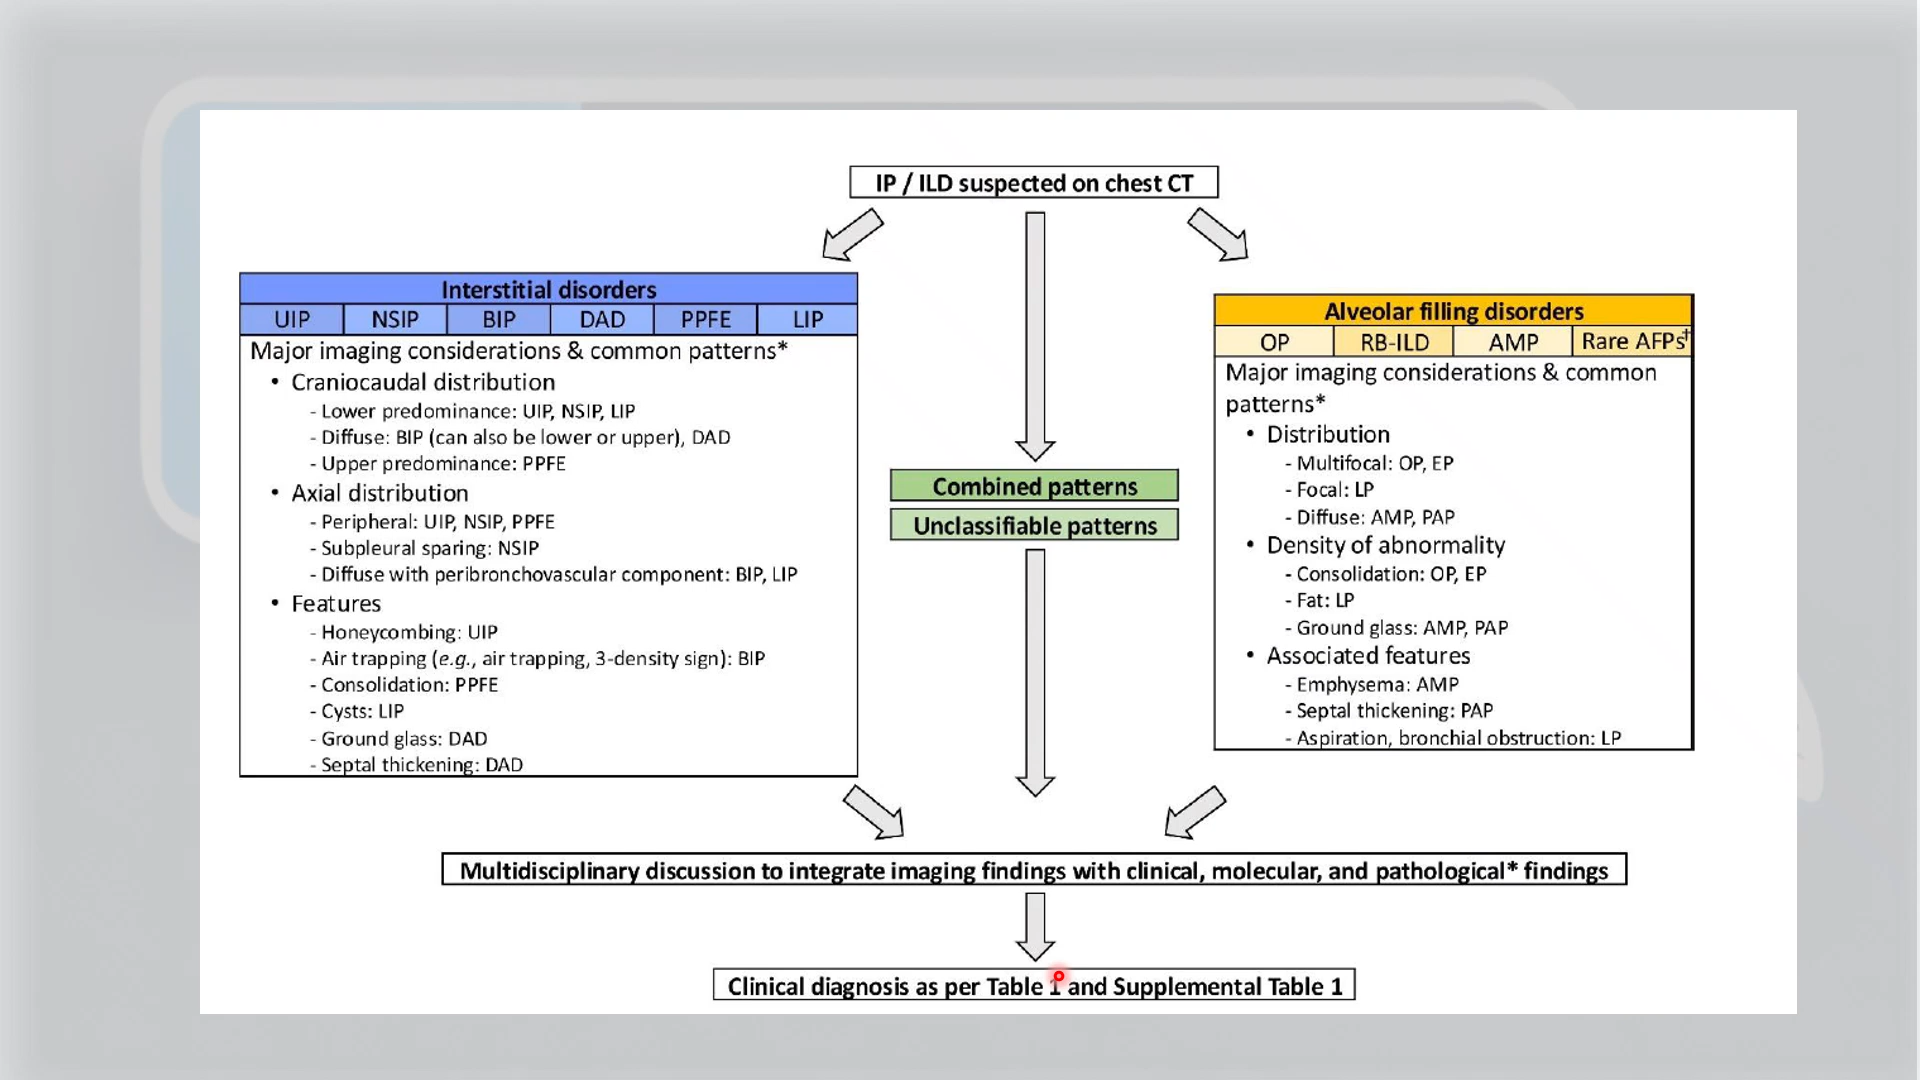 IP / ILD suspected on chest CT
Interstitial disorders
UIP NSIP BIP DAD PPFE LIP
Major imaging considerations & common patterns*
• Craniocaudal distribution
- Lower predominance: UIP, NSIP, LIP
- Diffuse: BIP (can also be lower or upper), DAD
- Upper predominance: PPFE
• Axial distribution
- Peripheral: UIP, NSIP, PPFE
- Subpleural sparing: NSIP
- Diffuse with peribronchovascular component: BIP, LIP
• Features
- Honeycombing: UIP
- Air trapping (e.g., air trapping, 3-density sign): BIP
- Consolidation: PPFE
- Cysts: LIP
- Ground glass: DAD
- Septal thickening: DAD
Combined patterns
Unclassifiable patterns
Alveolar filling disorders
OP RB-ILD AMP Rare AFPs†
Major imaging considerations & common
patterns*
• Distribution
- Multifocal: OP, EP
- Focal: LP
- Diffuse: AMP, PAP
• Density of abnormality
- Consolidation: OP, EP
- Fat: LP
- Ground glass: AMP, PAP
• Associated features
- Emphysema: AMP
- Septal thickening: PAP
- Aspiration, bronchial obstruction: LP
Multidisciplinary discussion to integrate imaging findings with clinical, molecular, and pathological* findings
Clinical diagnosis as per Table 1 and Supplemental Table 1